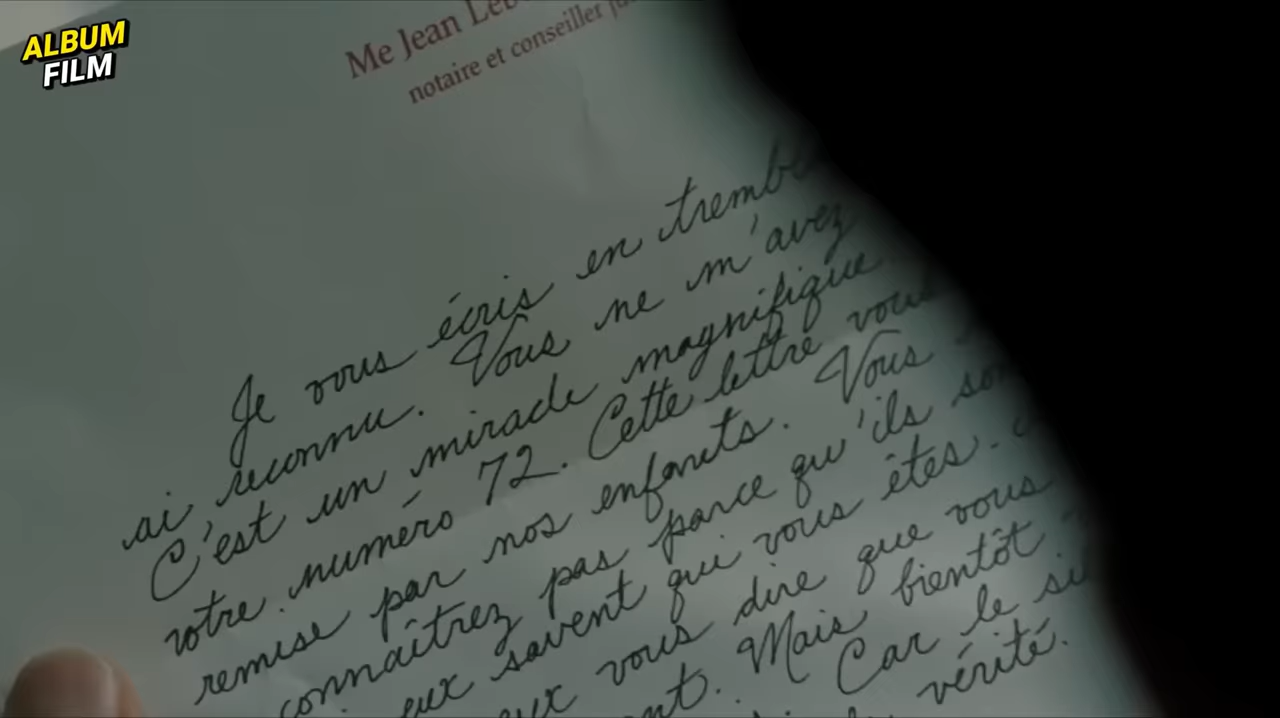 ALBUM
FILM
Me Jean
notaire et conseiller
Je vous écris en
ai reconnu. Vous ne m'avez
C'est un miracle magnifique
votre numéro 72. Cette lettre vous
remise par nos enfants. Vous
connaîtrez pas parce qu'ils
eux savent qui vous êtes.
vous dire que vous
Mais bientôt
Car le
vérité.